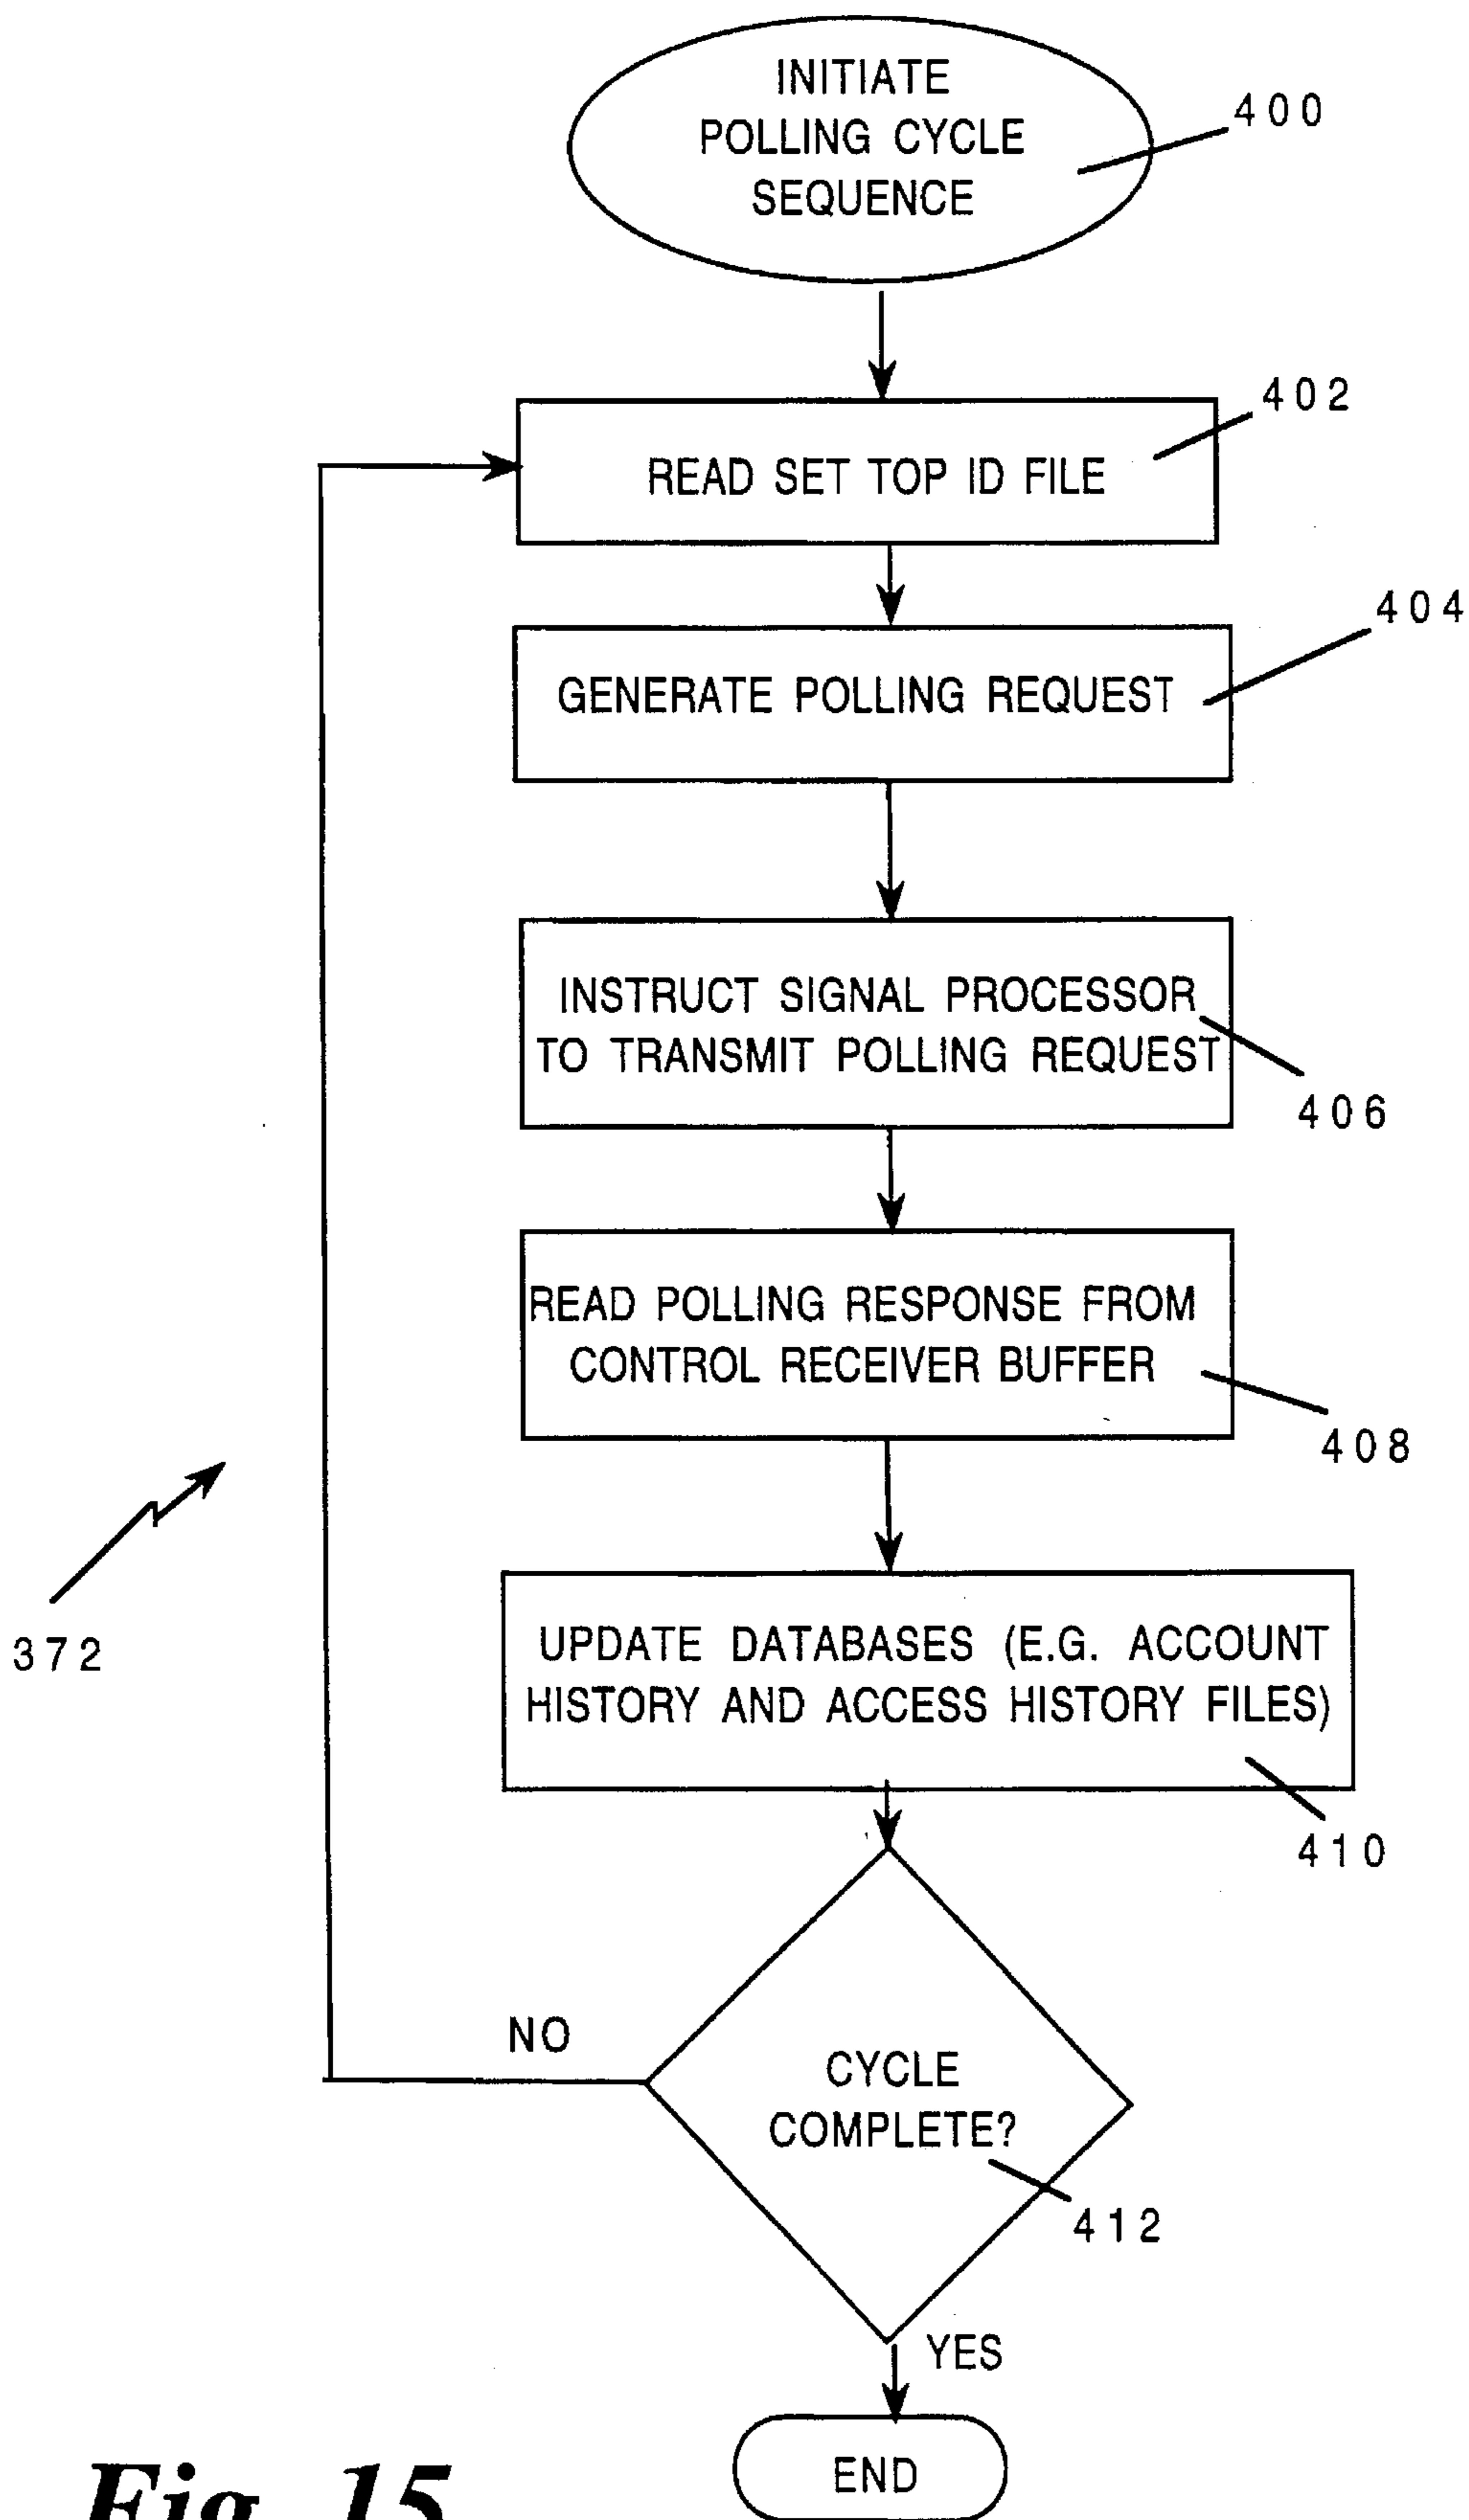 INITIATE
POLLING CYCLE
SEQUENCE
400
402
READ SET TOP ID FILE
404
GENERATE POLLING REQUEST
INSTRUCT SIGNAL PROCESSOR
TO TRANSMIT POLLING REQUEST
406
READ POLLING RESPONSE FROM
CONTROL RECEIVER BUFFER
408
372
UPDATE DATABASES (E.G. ACCOUNT
HISTORY AND ACCESS HISTORY FILES)
410
NO
CYCLE
COMPLETE?
412
YES
END
Fig. 15